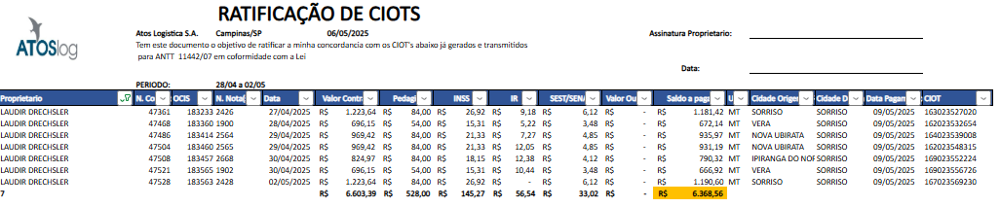 RATIFICAÇÃO DE CIOTS
ATOSlog
Atos Logistica S.A. Campinas/SP 06/05/2025 Assinatura Proprietario:
Tem este documento o objetivo de ratificar a minha concordancia com os CIOT's abaixo já gerados e transmitidos
para ANTT 11442/07 em coformidade com a Lei
Data:
PERIODO: 28/04 a 02/05
Proprietario N. Co OCIS N. Nota( Data Valor Contr. Pedagi INSS IR SEST/SENA Valor Ou Saldo a paga U Cidade Origem Cidade D Data Pagam CIOT
LAUDIR DRECHSLER 47361 183233 2426 27/04/2025 R$ 1.223,64 R$ 84,00 R$ 26,92 R$ 9,18 R$ 6,12 R$ - R$ 1.181,42 MT SORRISO SORRISO 09/05/2025 163023527020
LAUDIR DRECHSLER 47468 183360 1900 28/04/2025 R$ 696,15 R$ 54,00 R$ 15,31 R$ 5,22 R$ 3,48 R$ - R$ 672,14 MT VERA SORRISO 09/05/2025 162023532654
LAUDIR DRECHSLER 47486 183414 2564 29/04/2025 R$ 969,42 R$ 84,00 R$ 21,33 R$ 7,27 R$ 4,85 R$ - R$ 935,97 MT NOVA UBIRATA SORRISO 09/05/2025 164023539008
LAUDIR DRECHSLER 47504 183460 2565 29/04/2025 R$ 969,42 R$ 84,00 R$ 21,33 R$ 12,05 R$ 4,85 R$ - R$ 931,19 MT NOVA UBIRATA SORRISO 09/05/2025 162023548315
LAUDIR DRECHSLER 47508 183457 2668 30/04/2025 R$ 824,97 R$ 84,00 R$ 18,15 R$ 12,38 R$ 4,12 R$ - R$ 790,32 MT IPIRANGA DO NOR SORRISO 09/05/2025 169023552224
LAUDIR DRECHSLER 47521 183565 1902 30/04/2025 R$ 696,15 R$ 54,00 R$ 15,31 R$ 10,44 R$ 3,48 R$ - R$ 666,92 MT VERA SORRISO 09/05/2025 169023556726
LAUDIR DRECHSLER 47528 183563 2428 02/05/2025 R$ 1.223,64 R$ 84,00 R$ 26,92 R$ - R$ 6,12 R$ - R$ 1.190,60 MT SORRISO SORRISO 09/05/2025 167023569230
7 R$ 6.603,39 R$ 528,00 R$ 145,27 R$ 56,54 R$ 33,02 R$ - R$ 6.368,56